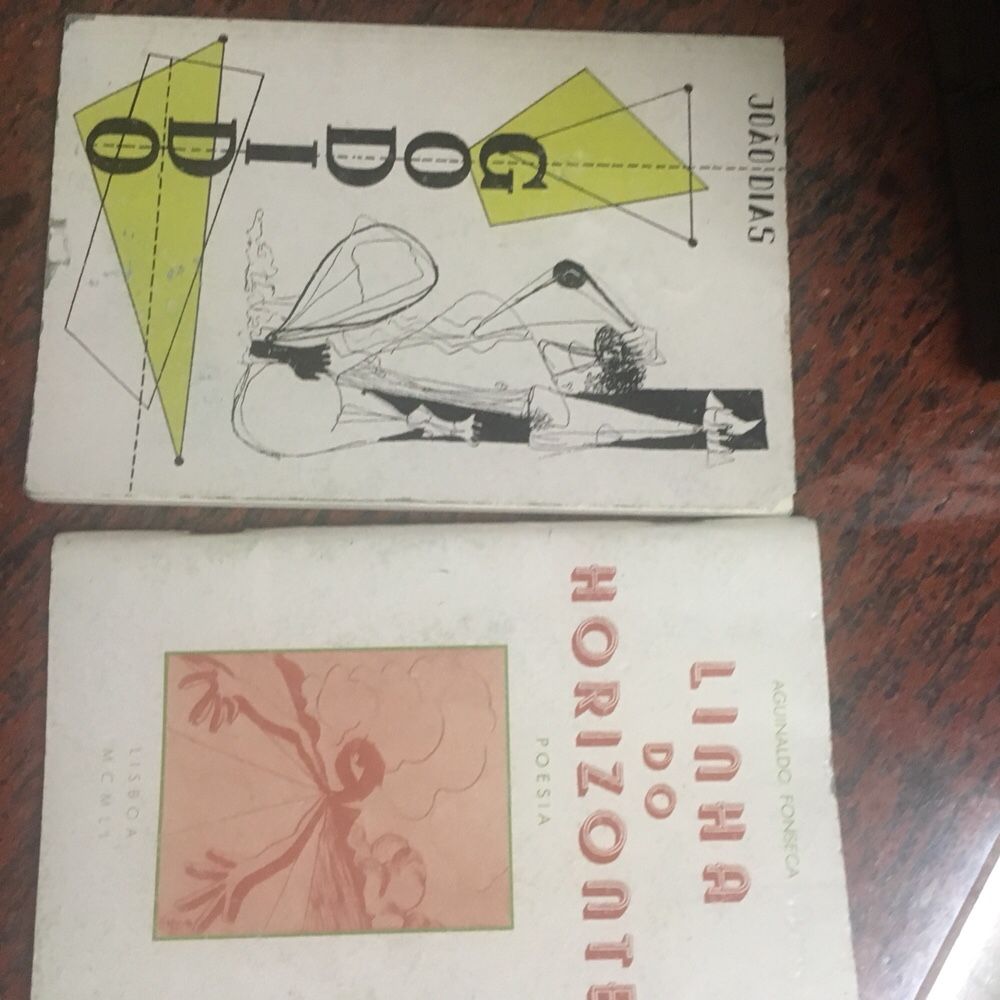 JOÃO DIAS
GODIDO
AGUINALDO FONSECA
LINHA
DO
HORIZONTE
POESIA
LISBOA
MCMLI